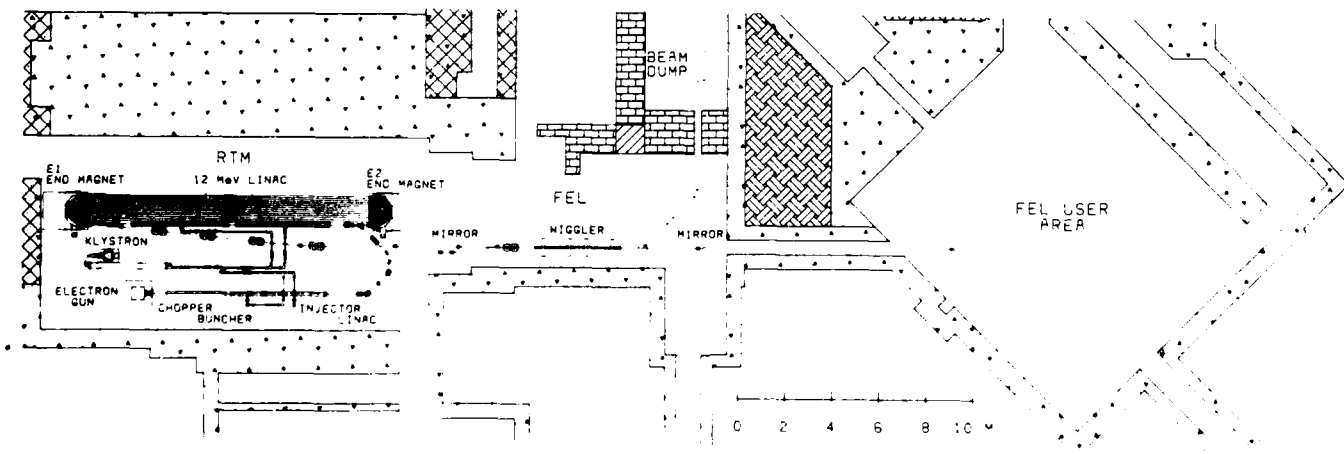 BEAM
DUMP
RTM
E1
END MAGNET
12 MeV LINAC
E2
END MAGNET
FEL
FEL USER
AREA
KLYSTRON
MIRROR
WIGGLER
MIRROR
ELECTRON
GUN
CHOPPER
BUNCHER
INJECTOR
LINAC
0 2 4 6 8 10 M